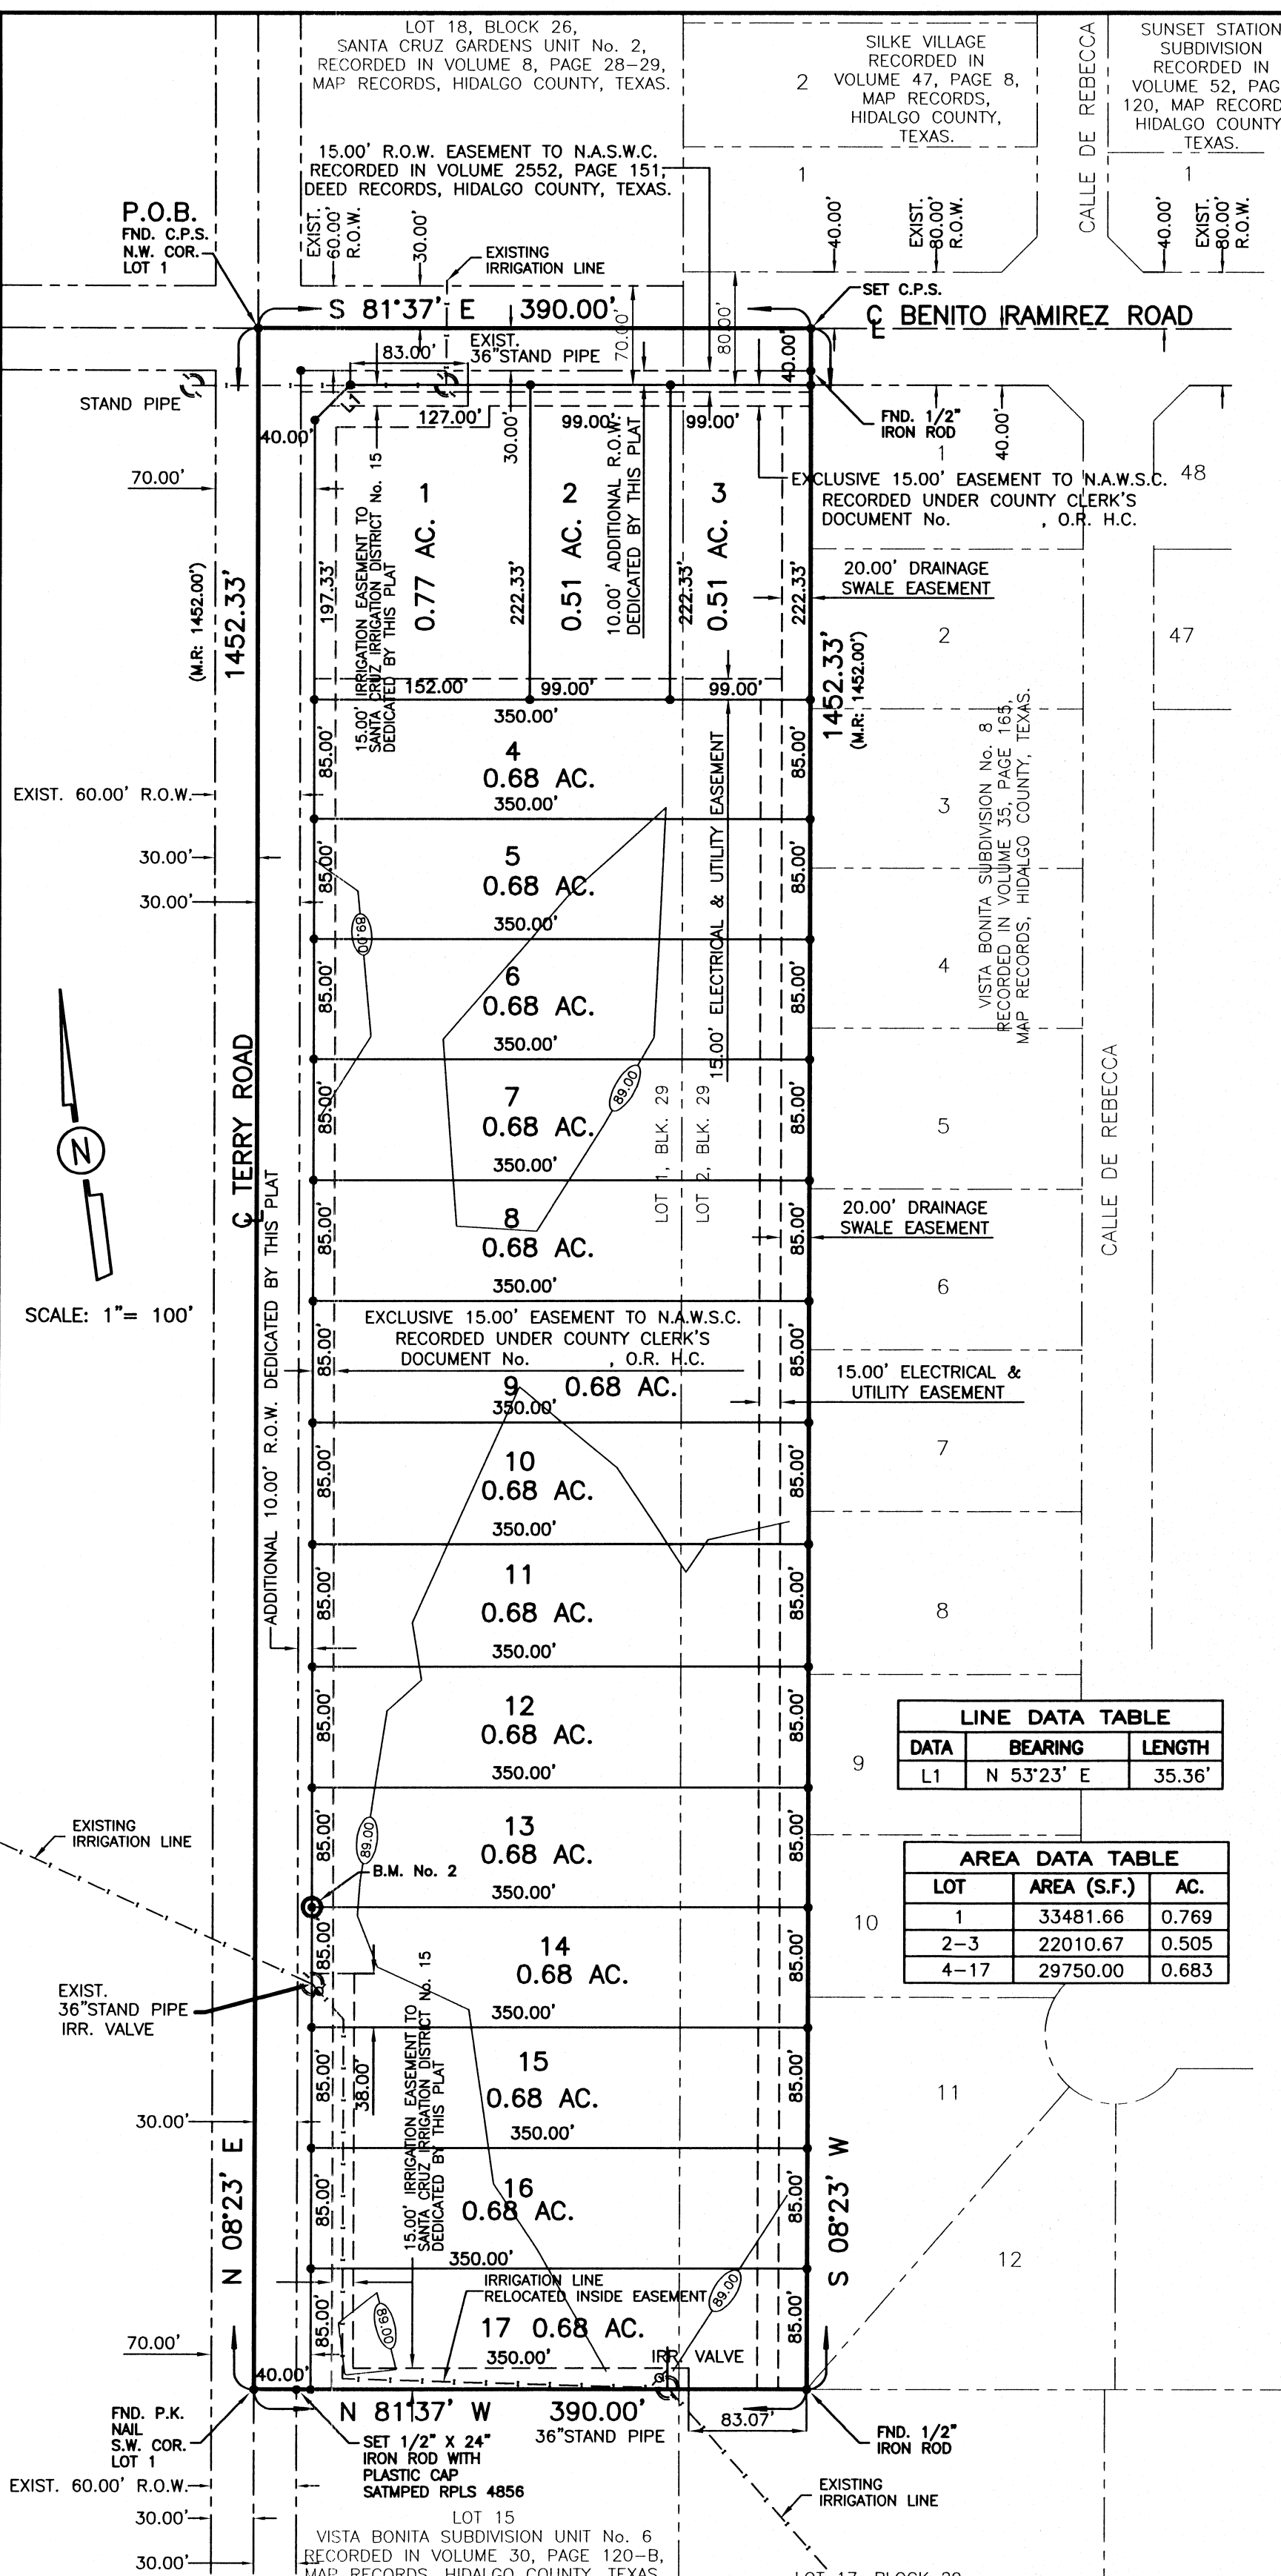 LOT 18, BLOCK 26,
SANTA CRUZ GARDENS UNIT No. 2,
RECORDED IN VOLUME 8, PAGE 28-29,
MAP RECORDS, HIDALGO COUNTY, TEXAS.
2
SILKE VILLAGE
RECORDED IN
VOLUME 47, PAGE 8,
MAP RECORDS,
HIDALGO COUNTY,
TEXAS.
1
CALLE DE REBECCA
SUNSET STATION
SUBDIVISION
RECORDED IN
VOLUME 52, PAG
120, MAP RECORD
HIDALGO COUNTY
TEXAS.
1
15.00' R.O.W. EASEMENT TO N.A.S.W.C.
RECORDED IN VOLUME 2552, PAGE 151,
DEED RECORDS, HIDALGO COUNTY, TEXAS.
P.O.B.
FND. C.P.S.
N.W. COR.
LOT 1
EXIST.
60.00'
R.O.W.
30.00'
EXISTING
IRRIGATION LINE
40.00'
EXIST.
80.00'
R.O.W.
40.00'
EXIST.
80.00'
R.O.W.
SET C.P.S.
S 81°37' E 390.00'
70.00'
80.00'
40.00'
℄ BENITO RAMIREZ ROAD
EXIST.
36"STAND PIPE
83.00'
STAND PIPE
L1
40.00'
127.00'
30.00'
99.00'
99.00'
FND. 1/2"
IRON ROD
1
40.00'
48
EXCLUSIVE 15.00' EASEMENT TO N.A.W.S.C.
RECORDED UNDER COUNTY CLERK'S
DOCUMENT No. , O.R. H.C.
70.00'
(M.R: 1452.00')
1452.33'
197.33'
15.00' IRRIGATION EASEMENT TO
SANTA CRUZ IRRIGATION DISTRICT No. 15
DEDICATED BY THIS PLAT
1
0.77 AC.
222.33'
2
0.51 AC.
10.00' ADDITIONAL R.O.W.
DEDICATED BY THIS PLAT
222.33'
3
0.51 AC.
222.33'
20.00' DRAINAGE
SWALE EASEMENT
2
47
1452.33'
(M.R: 1452.00')
152.00'
99.00'
99.00'
350.00'
85.00'
4
0.68 AC.
350.00'
85.00'
15.00' ELECTRICAL & UTILITY EASEMENT
EXIST. 60.00' R.O.W.
3
VISTA BONITA SUBDIVISION No. 8
RECORDED IN VOLUME 35, PAGE 165,
MAP RECORDS, HIDALGO COUNTY, TEXAS.
30.00'
30.00'
85.00'
5
0.68 AC.
350.00'
85.00'
89.00
85.00'
6
0.68 AC.
350.00'
85.00'
4
N
℄ TERRY ROAD
85.00'
7
0.68 AC.
350.00'
85.00'
89.00
LOT 1, BLK. 29
LOT 2, BLK. 29
5
CALLE DE REBECCA
85.00'
8
0.68 AC.
350.00'
85.00'
20.00' DRAINAGE
SWALE EASEMENT
6
SCALE: 1"= 100'
ADDITIONAL 10.00' R.O.W. DEDICATED BY THIS PLAT
EXCLUSIVE 15.00' EASEMENT TO N.A.W.S.C.
RECORDED UNDER COUNTY CLERK'S
DOCUMENT No. , O.R. H.C.
85.00'
9 0.68 AC.
350.00'
85.00'
15.00' ELECTRICAL &
UTILITY EASEMENT
7
85.00'
10
0.68 AC.
350.00'
85.00'
85.00'
11
0.68 AC.
350.00'
85.00'
8
85.00'
12
0.68 AC.
350.00'
85.00'
9
LINE DATA TABLE
DATA BEARING LENGTH
L1 N 53°23' E 35.36'
EXISTING
IRRIGATION LINE
85.00'
89.00
13
0.68 AC.
B.M. No. 2
350.00'
85.00'
10
AREA DATA TABLE
LOT AREA (S.F.) AC.
1 33481.66 0.769
2-3 22010.67 0.505
4-17 29750.00 0.683
85.00'
14
0.68 AC.
350.00'
85.00'
EXIST.
36"STAND PIPE
IRR. VALVE
85.00'
38.00'
15.00' IRRIGATION EASEMENT TO
SANTA CRUZ IRRIGATION DISTRICT No. 15
DEDICATED BY THIS PLAT
15
0.68 AC.
350.00'
85.00'
11
30.00'
N 08°23' E
85.00'
16
0.68 AC.
350.00'
85.00'
S 08°23' W
12
IRRIGATION LINE
RELOCATED INSIDE EASEMENT
89.00
89.00
85.00'
17 0.68 AC.
350.00'
85.00'
IRR. VALVE
70.00'
40.00'
N 81°37' W 390.00'
83.07'
36"STAND PIPE
FND. P.K.
NAIL
S.W. COR.
LOT 1
SET 1/2" X 24"
IRON ROD WITH
PLASTIC CAP
SATMPED RPLS 4856
FND. 1/2"
IRON ROD
EXIST. 60.00' R.O.W.
EXISTING
IRRIGATION LINE
30.00'
30.00'
LOT 15
VISTA BONITA SUBDIVISION UNIT No. 6
RECORDED IN VOLUME 30, PAGE 120-B,
MAP RECORDS, HIDALGO COUNTY, TEXAS
LOT 17, BLOCK